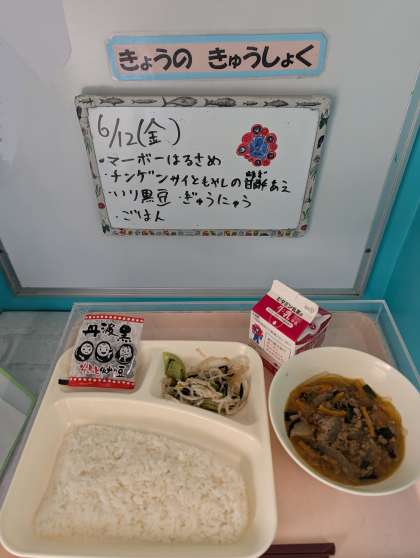 きょうの きゅうしょく
6/12(金)
・マーボーはるさめ
・チンゲンサイともやしの酢あえ
・いり黒豆 ・ぎゅうにゅう
・ごはん
丹波黒
牛乳